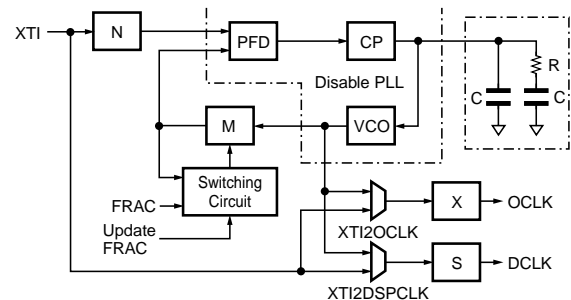 XTI
N
PFD
CP
R
C
C
Disable PLL
M
VCO
Switching
Circuit
FRAC
Update
FRAC
X
OCLK
XTI2OCLK
S
DCLK
XTI2DSPCLK